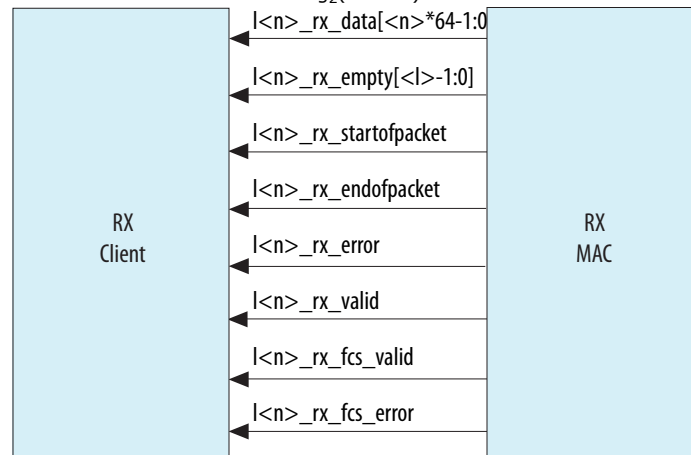 l<n>_rx_data[<n>*64-1:0
l<n>_rx_empty[<l>-1:0]
l<n>_rx_startofpacket
l<n>_rx_endofpacket
RX
Client
RX
MAC
l<n>_rx_error
l<n>_rx_valid
l<n>_rx_fcs_valid
l<n>_rx_fcs_error